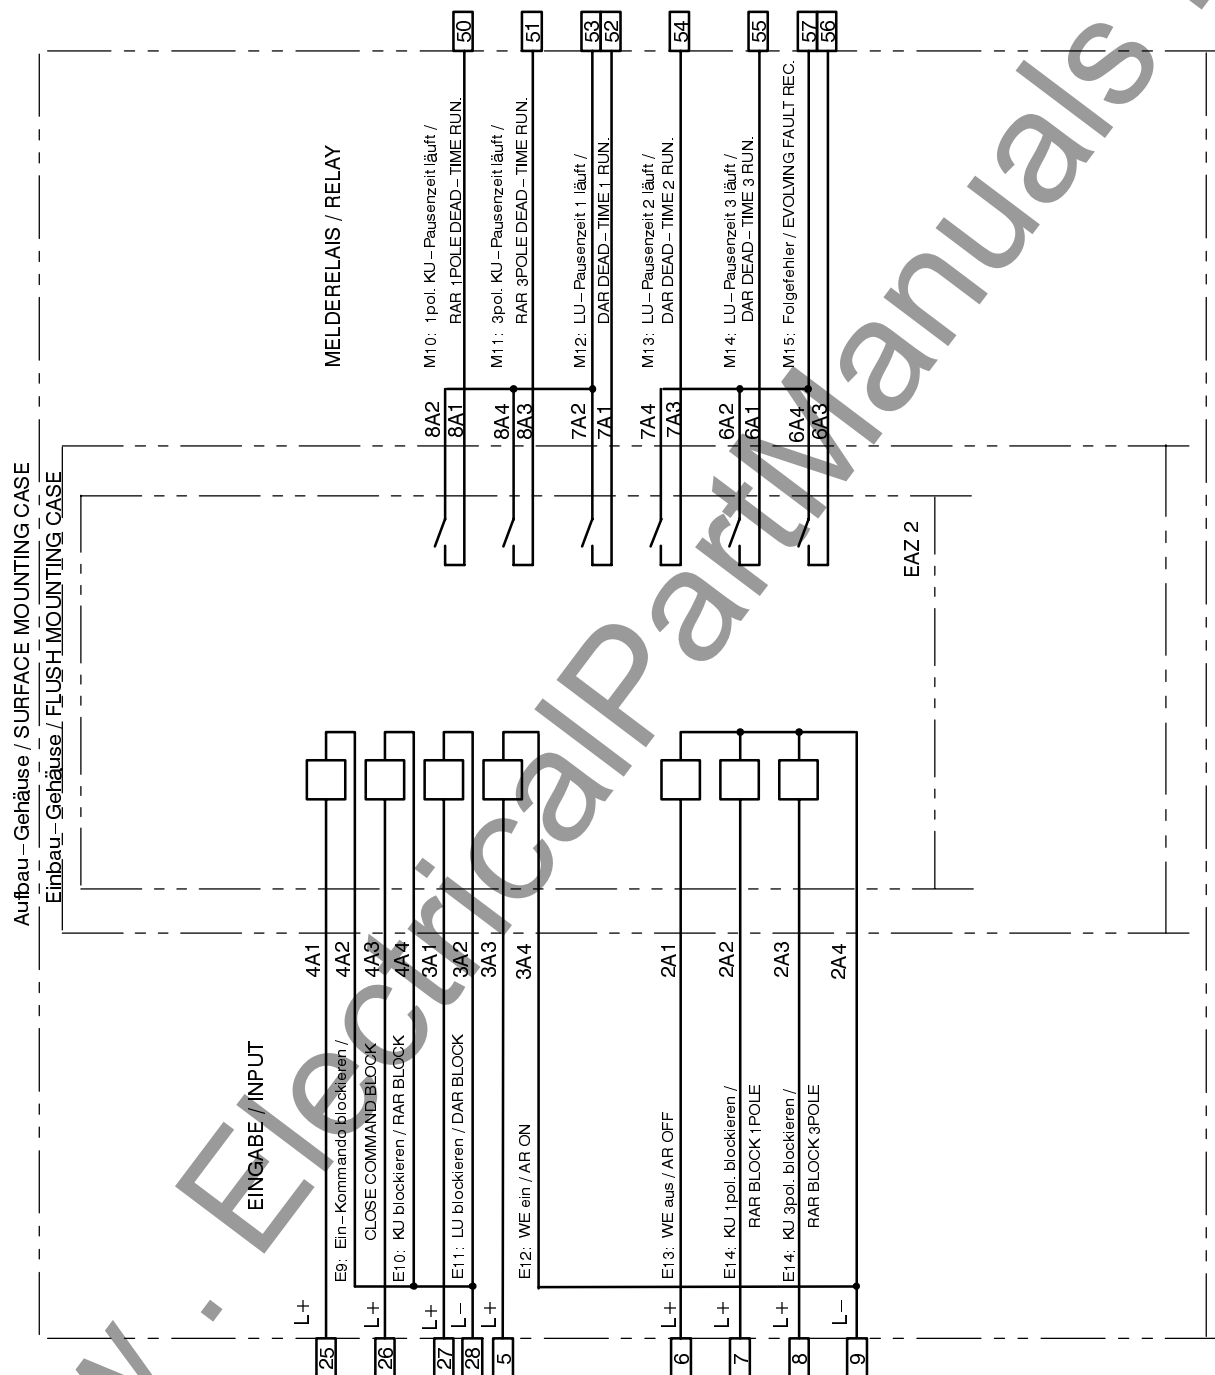 Aufbau–Gehäuse / SURFACE MOUNTING CASE
Einbau–Gehäuse / FLUSH MOUNTING CASE
EINGABE / INPUT
MELDERELAIS / RELAY
25
L+
E9: Ein–Kommando blockieren /
CLOSE COMMAND BLOCK
4A1
4A2
26
L+
E10: KU blockieren / RAR BLOCK
4A3
4A4
27
L+
E11: LU blockieren / DAR BLOCK
3A1
28
L–
3A2
5
L+
E12: WE ein / AR ON
3A3
3A4
6
L+
E13: WE aus / AR OFF
2A1
7
L+
E14: KU 1pol. blockieren /
RAR BLOCK 1POLE
2A2
8
L+
E14: KU 3pol. blockieren /
RAR BLOCK 3POLE
2A3
9
L–
2A4
EAZ 2
8A2
8A1
M10: 1pol. KU–Pausenzeit läuft /
RAR 1POLE DEAD–TIME RUN.
50
8A4
8A3
M11: 3pol. KU–Pausenzeit läuft /
RAR 3POLE DEAD–TIME RUN.
51
7A2
7A1
M12: LU–Pausenzeit 1 läuft /
DAR DEAD–TIME 1 RUN.
53
52
7A4
7A3
M13: LU–Pausenzeit 2 läuft /
DAR DEAD–TIME 2 RUN.
54
6A2
6A1
M14: LU–Pausenzeit 3 läuft /
DAR DEAD–TIME 3 RUN.
55
6A4
6A3
M15: Folgefehler / EVOLVING FAULT REC.
57
56
w . ElectricalPartManuals .